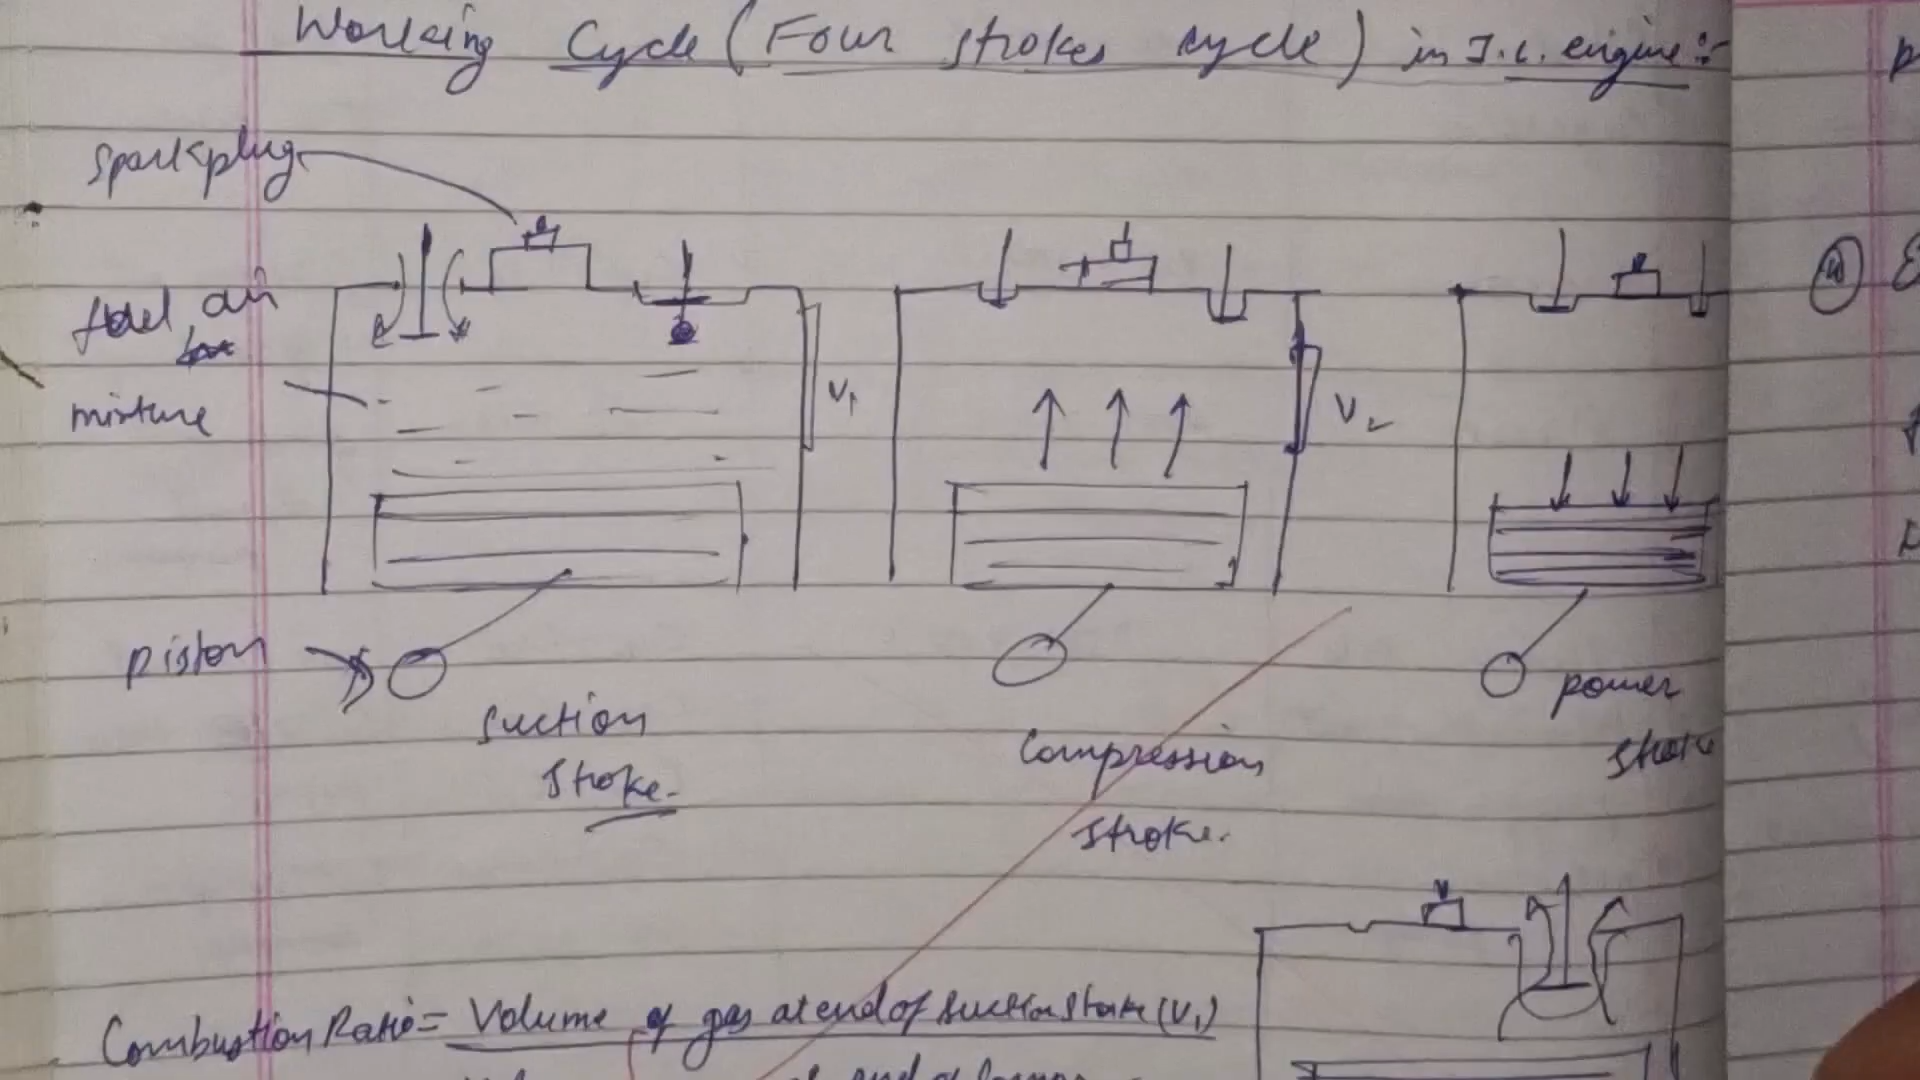 Working Cycle (Four strokes cycle) in I.C. engine:-
Sparkplug
fuel, air
mixture
V1
V2
piston
Suction
Stroke.
Compression
Stroke.
power
Stroke
Combustion Ratio = Volume of gas at end of Suction Stroke (V1)